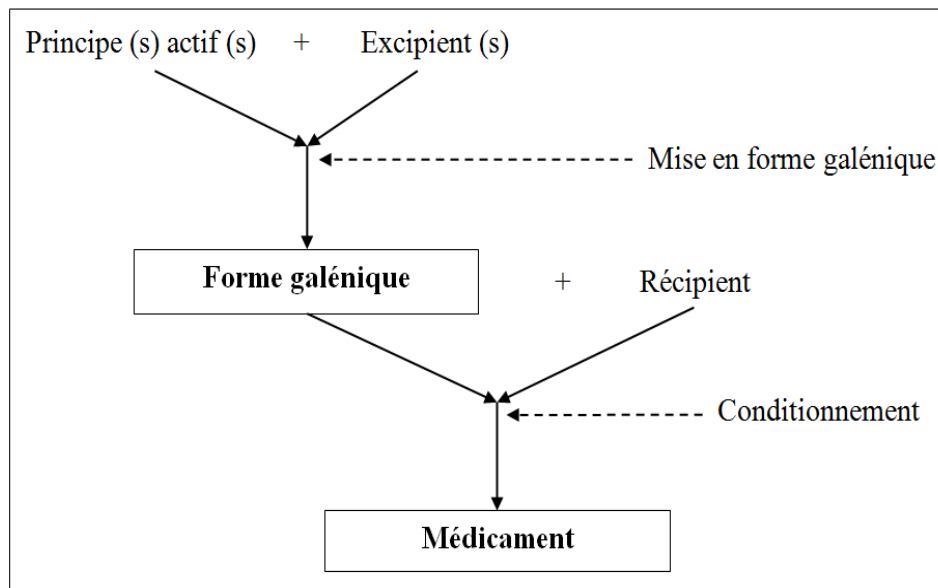 Principe (s) actif (s) + Excipient (s)
Mise en forme galénique
Forme galénique + Récipient
Conditionnement
Médicament